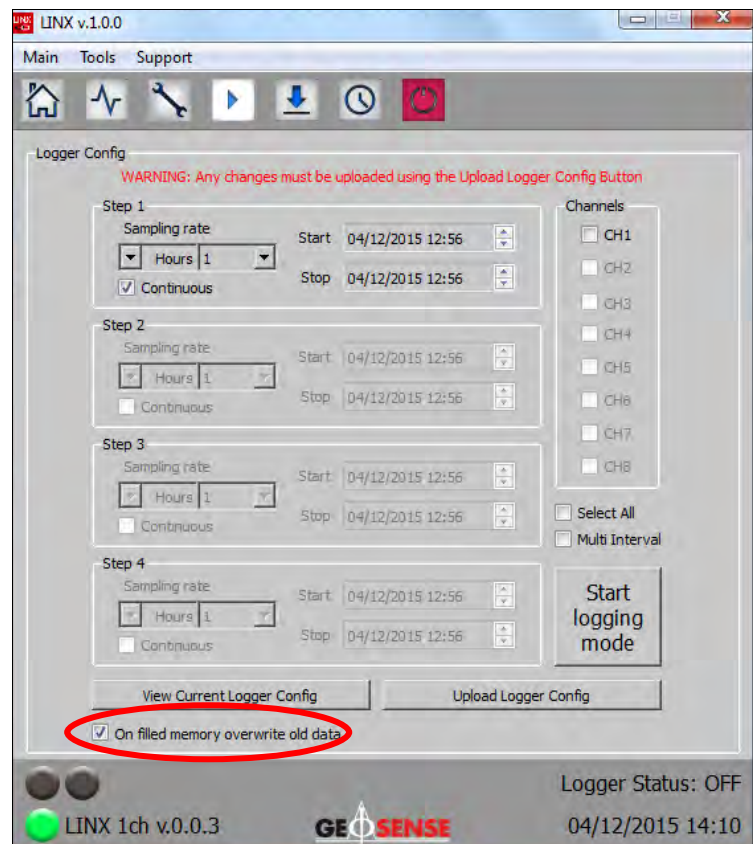 LINX v.1.0.0
Main Tools Support
Logger Config
WARNING: Any changes must be uploaded using the Upload Logger Config Button
Step 1
Sampling rate
Hours 1
Continuous
Start 04/12/2015 12:56
Stop 04/12/2015 12:56
Step 2
Sampling rate
Hours 1
Continuous
Start 04/12/2015 12:56
Stop 04/12/2015 12:56
Step 3
Sampling rate
Hours 1
Continuous
Start 04/12/2015 12:56
Stop 04/12/2015 12:56
Step 4
Sampling rate
Hours 1
Continuous
Start 04/12/2015 12:56
Stop 04/12/2015 12:56
Channels
CH1
CH2
CH3
CH4
CH5
CH6
CH7
CH8
Select All
Multi Interval
Start
logging
mode
View Current Logger Config
Upload Logger Config
On filled memory overwrite old data
Logger Status: OFF
LINX 1ch v.0.0.3
GEOSENSE
04/12/2015 14:10